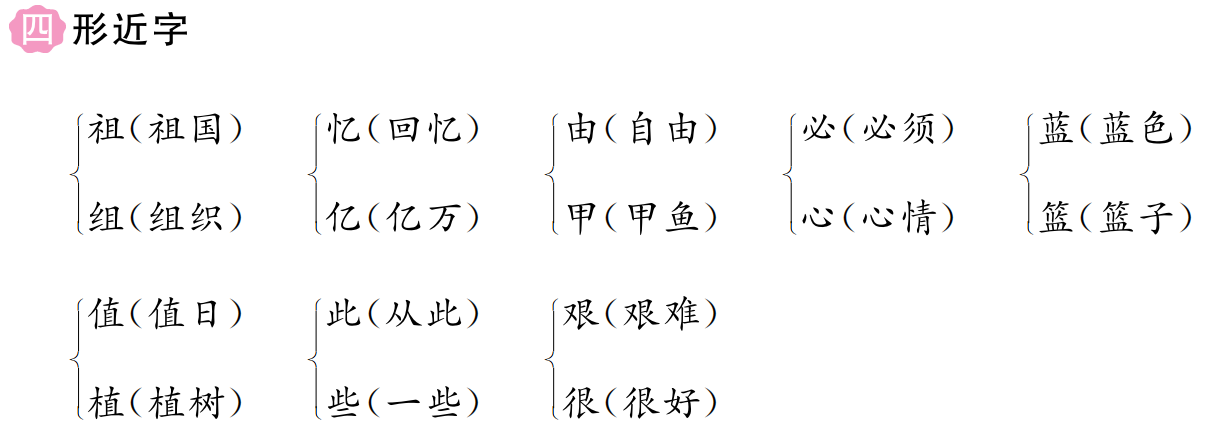 四 形近字
祖(祖国) 忆(回忆) 由(自由) 必(必须) 蓝(蓝色)
组(组织) 亿(亿万) 甲(甲鱼) 心(心情) 篮(篮子)
值(值日) 此(从此) 艰(艰难)
植(植树) 些(一些) 很(很好)